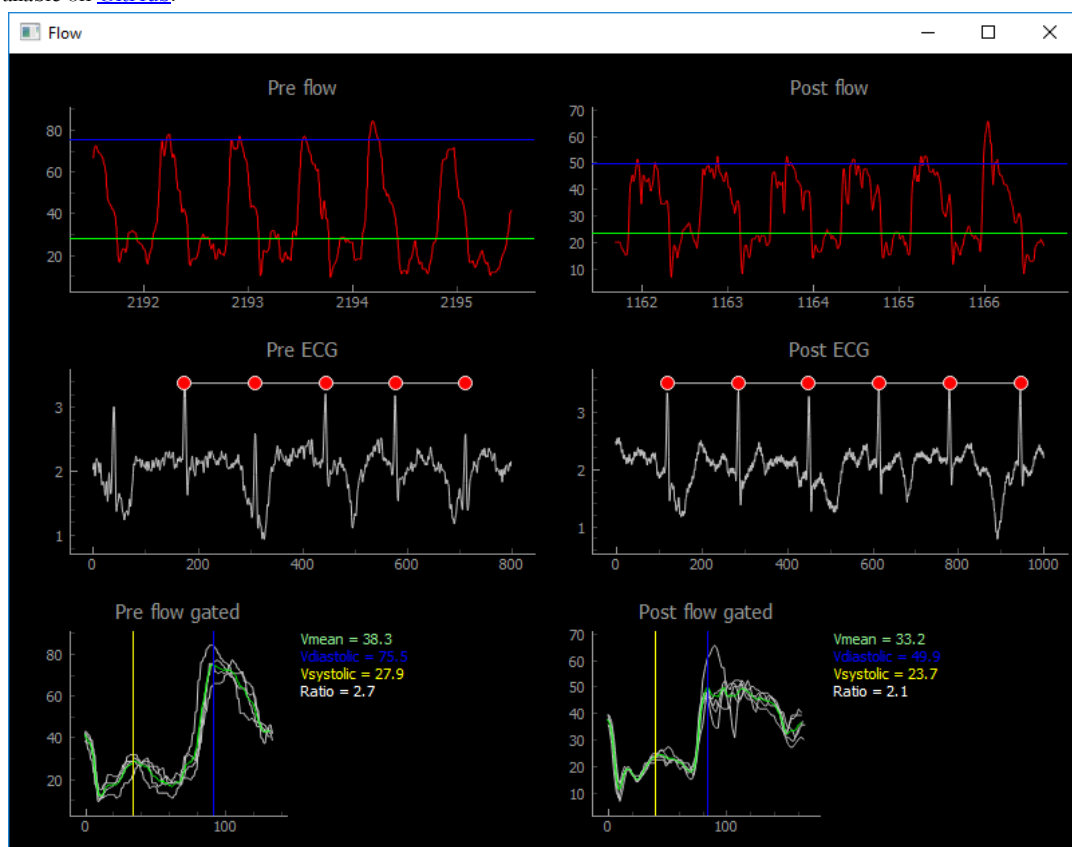 Flow
Pre flow
Post flow
80
60
40
20
2192 2193 2194 2195
70
60
50
40
30
20
10
1162 1163 1164 1165 1166
Pre ECG
Post ECG
3
2
1
0 200 400 600 800
3
2
1
0 200 400 600 800 1000
Pre flow gated
Post flow gated
80
60
40
20
0 100
Vmean = 38.3
Vdiastolic = 75.5
Vsystolic = 27.9
Ratio = 2.7
70
60
50
40
30
20
10
0 100
Vmean = 33.2
Vdiastolic = 49.9
Vsystolic = 23.7
Ratio = 2.1